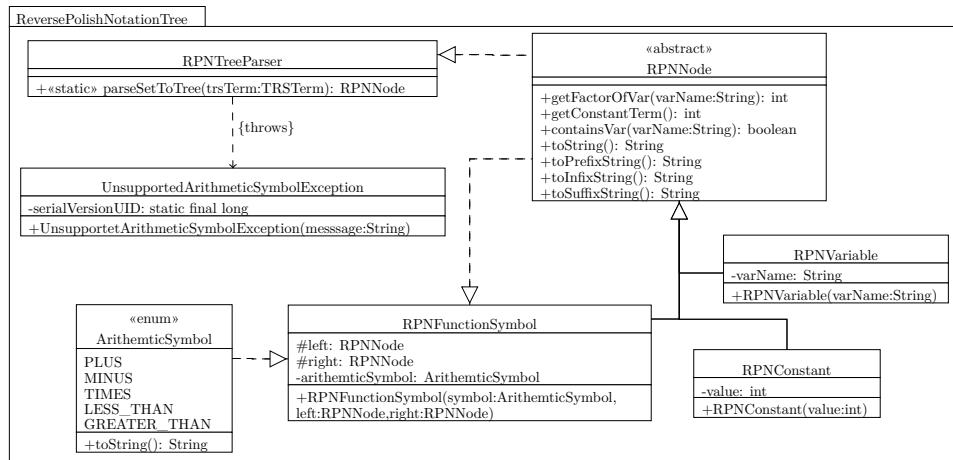 ReversePolishNotationTree
RPNTreeParser
+«static» parseSetToTree(trsTerm:TRSTerm): RPNNode
{throws}
UnsupportedArithmeticSymbolException
-serialVersionUID: static final long
+UnsupportetArithmeticSymbolException(messsage:String)
«abstract»
RPNNode
+getFactorOfVar(varName:String): int
+getConstantTerm(): int
+containsVar(varName:String): boolean
+toString(): String
+toPrefixString(): String
+toInfixString(): String
+toSuffixString(): String
RPNVariable
-varName: String
+RPNVariable(varName:String)
«enum»
ArithemticSymbol
PLUS
MINUS
TIMES
LESS_THAN
GREATER_THAN
+toString(): String
RPNFunctionSymbol
#left: RPNNode
#right: RPNNode
-arithemticSymbol: ArithemticSymbol
+RPNFunctionSymbol(symbol:ArithemticSymbol,
left:RPNNode,right:RPNNode)
RPNConstant
-value: int
+RPNConstant(value:int)